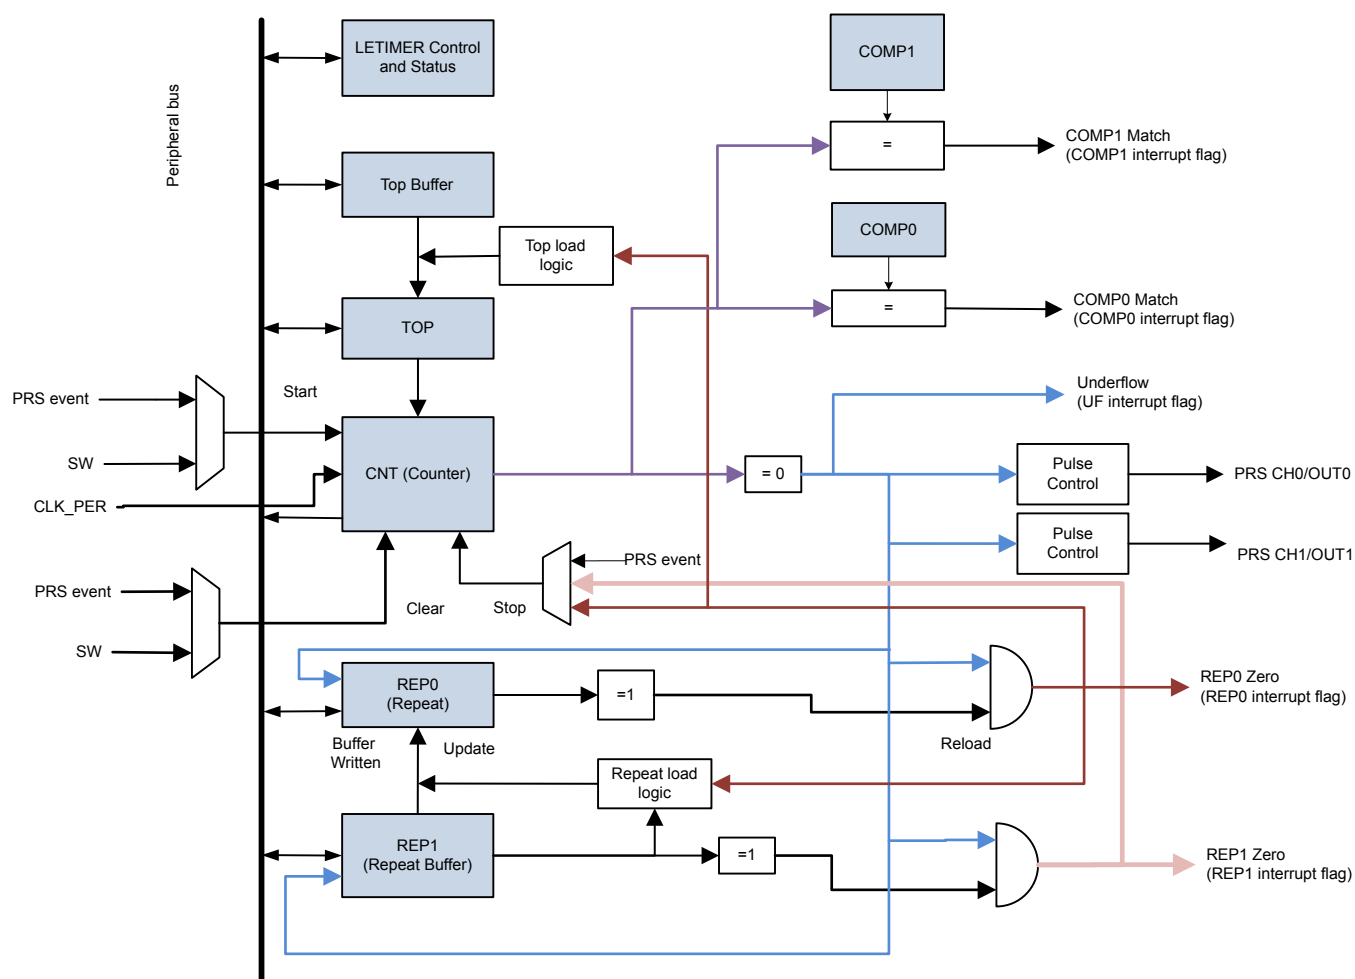 LETIMER Control
and Status
COMP1
Peripheral bus
=
COMP1 Match
(COMP1 interrupt flag)
Top Buffer
COMP0
Top load
logic
TOP
=
COMP0 Match
(COMP0 interrupt flag)
PRS event
Start
Underflow
(UF interrupt flag)
SW
CNT (Counter)
= 0
Pulse
Control
PRS CH0/OUT0
CLK_PER
Pulse
Control
PRS CH1/OUT1
PRS event
PRS event
Clear
Stop
SW
REP0
(Repeat)
=1
REP0 Zero
(REP0 interrupt flag)
Buffer
Written
Update
Reload
Repeat load
logic
REP1
(Repeat Buffer)
=1
REP1 Zero
(REP1 interrupt flag)